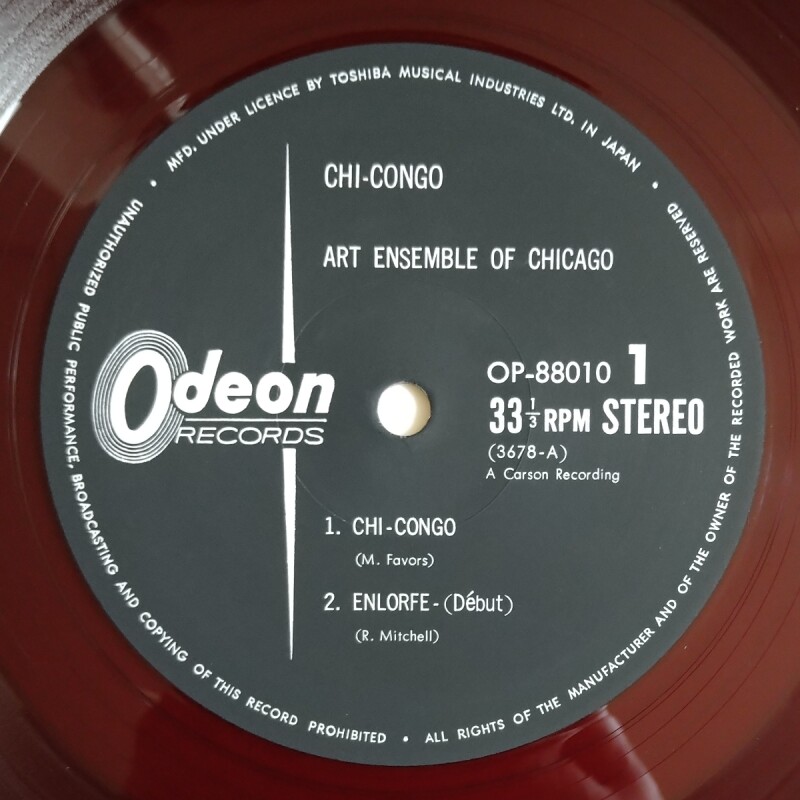 MFD. UNDER LICENCE BY TOSHIBA MUSICAL INDUSTRIES LTD. IN JAPAN •
CHI-CONGO
ART ENSEMBLE OF CHICAGO
Odeon
RECORDS
OP-88010 1
33 1/3 RPM STEREO
(3678-A)
A Carson Recording
1. CHI-CONGO
(M. Favors)
2. ENLORFE-(Début)
(R. Mitchell)
UNAUTHORIZED PUBLIC PERFORMANCE, BROADCASTING AND COPYING OF THIS RECORD PROHIBITED • ALL RIGHTS OF THE MANUFACTURER AND OF THE OWNER OF THE RECORDED WORK ARE RESERVED •